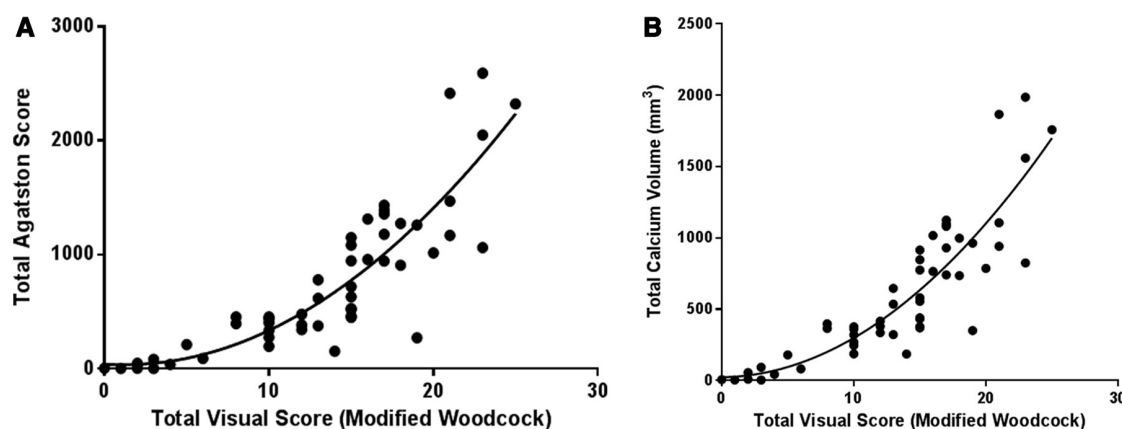 A
Total Agatston Score
3000
2000
1000
0
0 10 20 30
Total Visual Score (Modified Woodcock)
B
Total Calcium Volume (mm³)
2500
2000
1500
1000
500
0
0 10 20 30
Total Visual Score (Modified Woodcock)